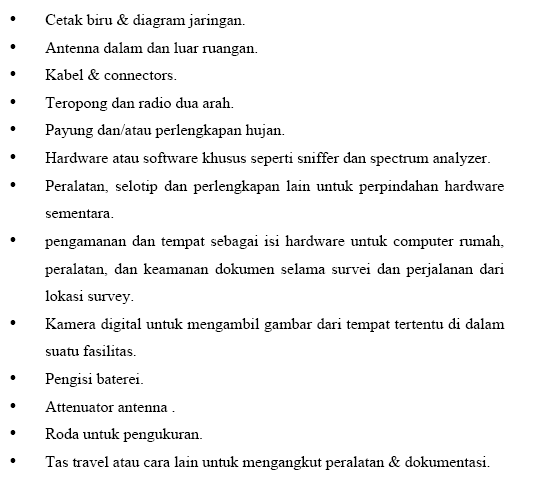 • Cetak biru & diagram jaringan.
• Antenna dalam dan luar ruangan.
• Kabel & connectors.
• Teropong dan radio dua arah.
• Payung dan/atau perlengkapan hujan.
• Hardware atau software khusus seperti sniffer dan spectrum analyzer.
• Peralatan, selotip dan perlengkapan lain untuk perpindahan hardware
sementara.
• pengamanan dan tempat sebagai isi hardware untuk computer rumah,
peralatan, dan keamanan dokumen selama survei dan perjalanan dari
lokasi survey.
• Kamera digital untuk mengambil gambar dari tempat tertentu di dalam
suatu fasilitas.
• Pengisi baterei.
• Attenuator antenna .
• Roda untuk pengukuran.
• Tas travel atau cara lain untuk mengangkut peralatan & dokumentasi.